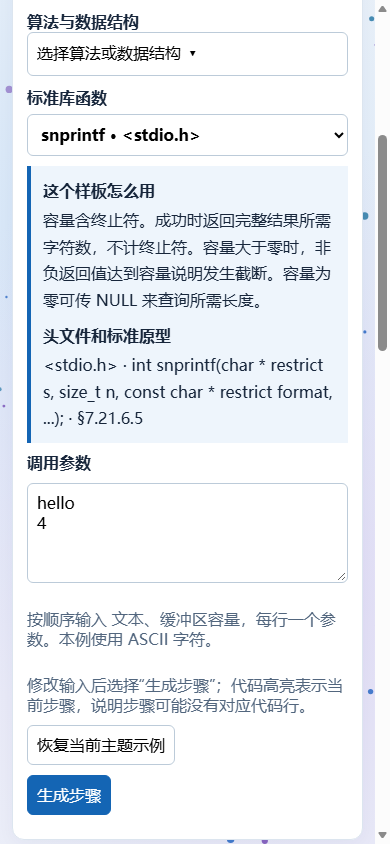 算法与数据结构
选择算法或数据结构 ▾
标准库函数
snprintf • <stdio.h>
这个样板怎么用
容量含终止符。成功时返回完整结果所需
字符数，不计终止符。容量大于零时，非
负返回值达到容量说明发生截断。容量为
零可传 NULL 来查询所需长度。
头文件和标准原型
<stdio.h> · int snprintf(char * restrict
s, size_t n, const char * restrict format,
...); · §7.21.6.5
调用参数
hello
4
按顺序输入 文本、缓冲区容量，每行一个参
数。本例使用 ASCII 字符。
修改输入后选择“生成步骤”；代码高亮表示当
前步骤，说明步骤可能没有对应代码行。
恢复当前主题示例
生成步骤